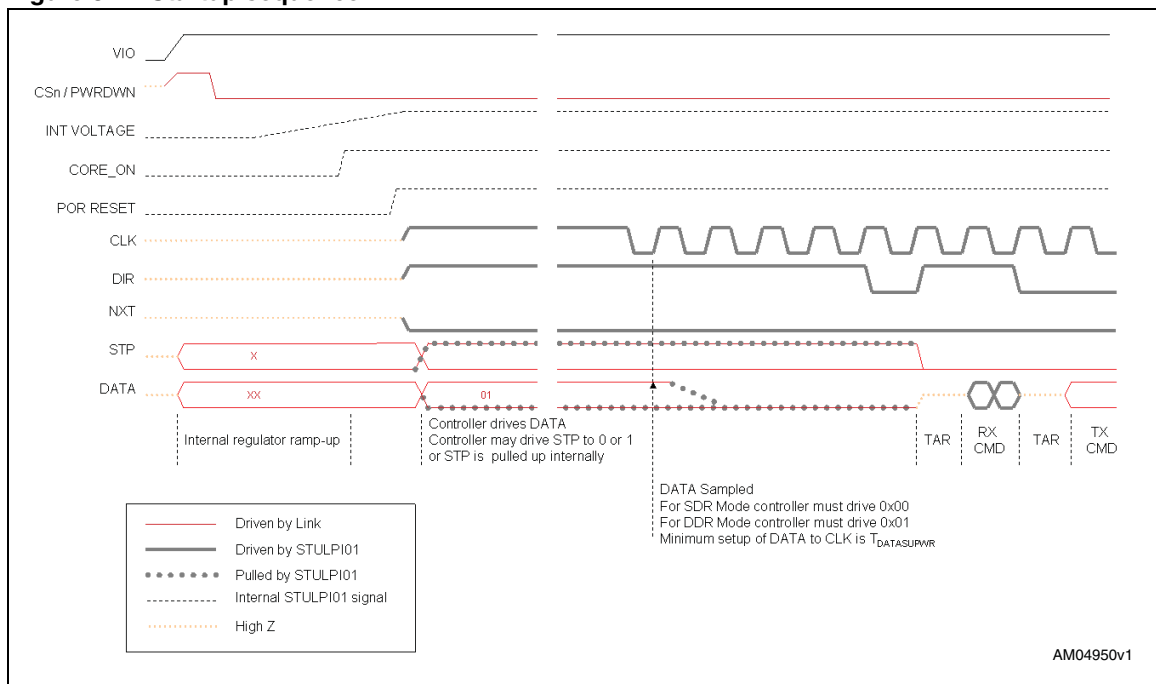 VIO
CSn / PWRDWN
INT VOLTAGE
CORE_ON
POR RESET
CLK
DIR
NXT
STP
X
DATA
XX
01
Internal regulator ramp-up
Controller drives DATA
Controller may drive STP to 0 or 1
or STP is pulled up internally
TAR
RX
CMD
TAR
TX
CMD
DATA Sampled
For SDR Mode controller must drive 0x00
For DDR Mode controller must drive 0x01
Minimum setup of DATA to CLK is TDATASUPWR
Driven by Link
Driven by STULPI01
Pulled by STULPI01
Internal STULPI01 signal
High Z
AM04950v1